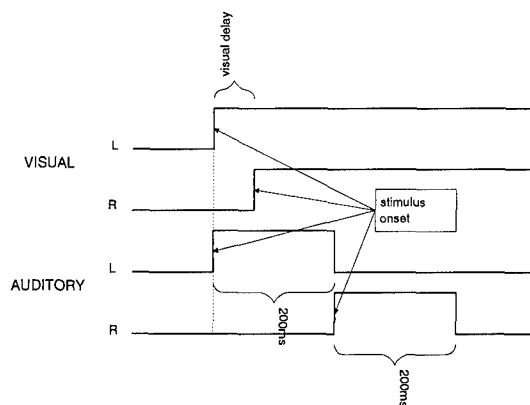 visual delay
L
VISUAL
R
stimulus
onset
L
AUDITORY
200ms
R
200ms